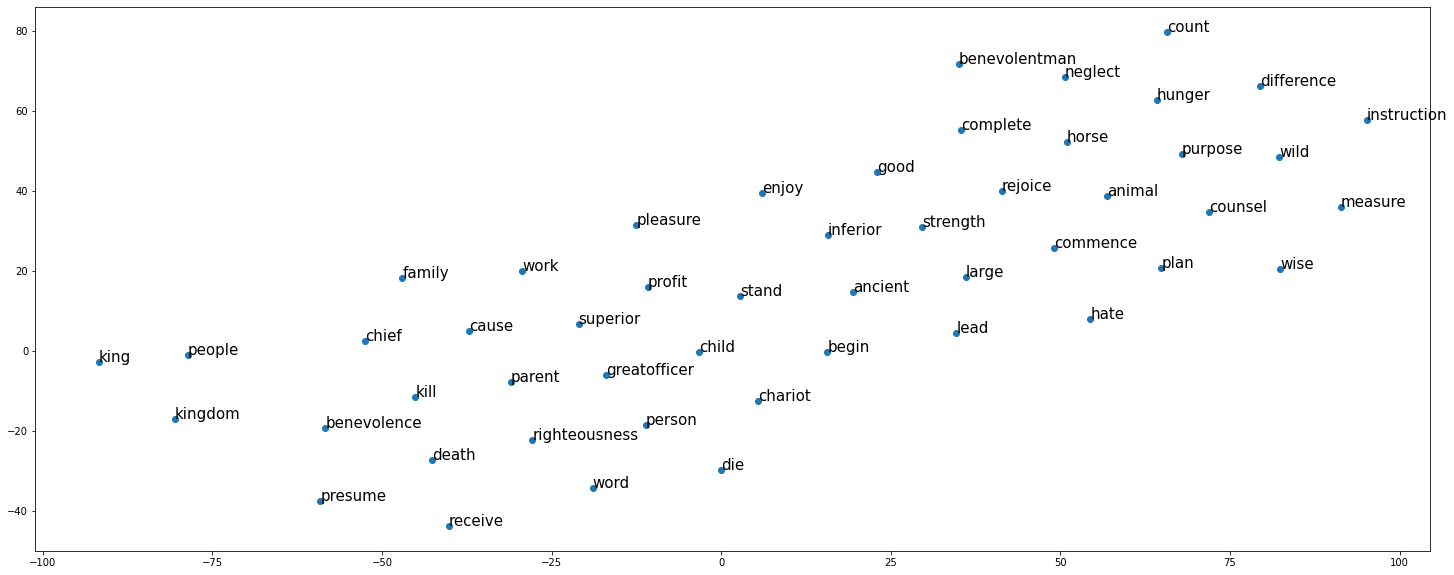 80
count
benevolentman
neglect
difference
hunger
60
instruction
complete
horse
purpose
wild
good
40
enjoy
rejoice
animal
counsel
measure
pleasure
inferior
strength
commence
20
family
work
profit
stand
ancient
large
plan
wise
superior
hate
chief
cause
lead
0
king
people
child
begin
parent
greatofficer
kill
chariot
kingdom
benevolence
person
−20
righteousness
death
die
word
presume
receive
−40
−100 −75 −50 −25 0 25 50 75 100